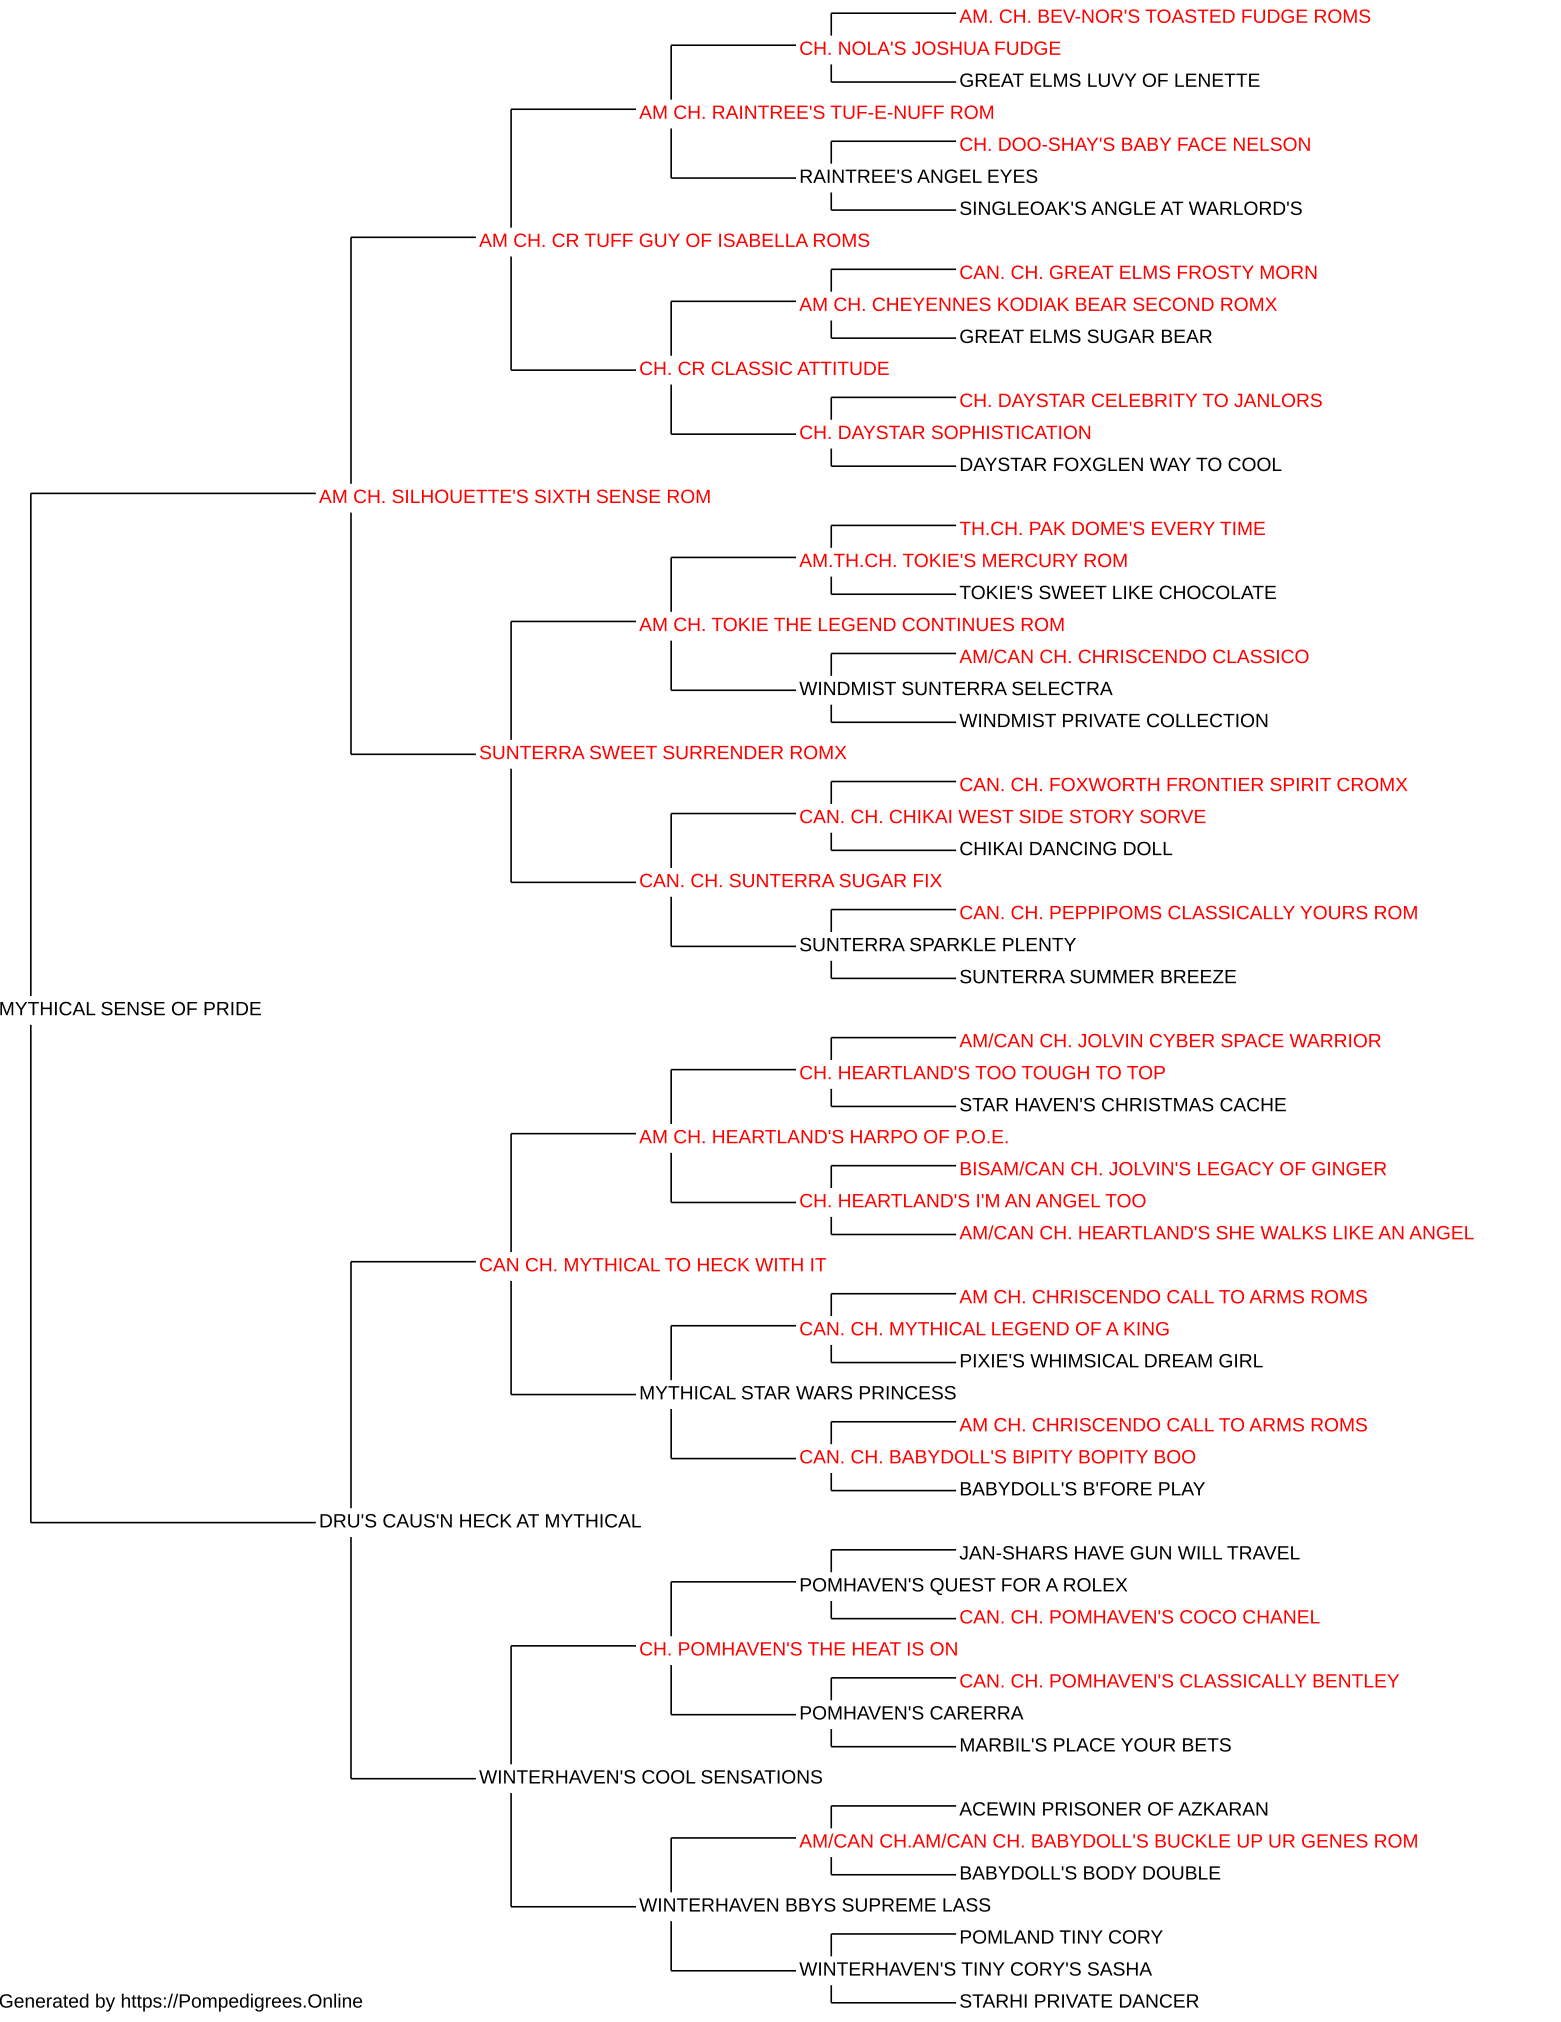 AM. CH. BEV-NOR'S TOASTED FUDGE ROMS
CH. NOLA'S JOSHUA FUDGE
GREAT ELMS LUVY OF LENETTE
AM CH. RAINTREE'S TUF-E-NUFF ROM
CH. DOO-SHAY'S BABY FACE NELSON
RAINTREE'S ANGEL EYES
SINGLEOAK'S ANGLE AT WARLORD'S
AM CH. CR TUFF GUY OF ISABELLA ROMS
CAN. CH. GREAT ELMS FROSTY MORN
AM CH. CHEYENNES KODIAK BEAR SECOND ROMX
GREAT ELMS SUGAR BEAR
CH. CR CLASSIC ATTITUDE
CH. DAYSTAR CELEBRITY TO JANLORS
CH. DAYSTAR SOPHISTICATION
DAYSTAR FOXGLEN WAY TO COOL
AM CH. SILHOUETTE'S SIXTH SENSE ROM
TH.CH. PAK DOME'S EVERY TIME
AM.TH.CH. TOKIE'S MERCURY ROM
TOKIE'S SWEET LIKE CHOCOLATE
AM CH. TOKIE THE LEGEND CONTINUES ROM
AM/CAN CH. CHRISCENDO CLASSICO
WINDMIST SUNTERRA SELECTRA
WINDMIST PRIVATE COLLECTION
SUNTERRA SWEET SURRENDER ROMX
CAN. CH. FOXWORTH FRONTIER SPIRIT CROMX
CAN. CH. CHIKAI WEST SIDE STORY SORVE
CHIKAI DANCING DOLL
CAN. CH. SUNTERRA SUGAR FIX
CAN. CH. PEPPIPOMS CLASSICALLY YOURS ROM
SUNTERRA SPARKLE PLENTY
SUNTERRA SUMMER BREEZE
MYTHICAL SENSE OF PRIDE
AM/CAN CH. JOLVIN CYBER SPACE WARRIOR
CH. HEARTLAND'S TOO TOUGH TO TOP
STAR HAVEN'S CHRISTMAS CACHE
AM CH. HEARTLAND'S HARPO OF P.O.E.
BISAM/CAN CH. JOLVIN'S LEGACY OF GINGER
CH. HEARTLAND'S I'M AN ANGEL TOO
AM/CAN CH. HEARTLAND'S SHE WALKS LIKE AN ANGEL
CAN CH. MYTHICAL TO HECK WITH IT
AM CH. CHRISCENDO CALL TO ARMS ROMS
CAN. CH. MYTHICAL LEGEND OF A KING
PIXIE'S WHIMSICAL DREAM GIRL
MYTHICAL STAR WARS PRINCESS
AM CH. CHRISCENDO CALL TO ARMS ROMS
CAN. CH. BABYDOLL'S BIPITY BOPITY BOO
BABYDOLL'S B'FORE PLAY
DRU'S CAUS'N HECK AT MYTHICAL
JAN-SHARS HAVE GUN WILL TRAVEL
POMHAVEN'S QUEST FOR A ROLEX
CAN. CH. POMHAVEN'S COCO CHANEL
CH. POMHAVEN'S THE HEAT IS ON
CAN. CH. POMHAVEN'S CLASSICALLY BENTLEY
POMHAVEN'S CARERRA
MARBIL'S PLACE YOUR BETS
WINTERHAVEN'S COOL SENSATIONS
ACEWIN PRISONER OF AZKARAN
AM/CAN CH.AM/CAN CH. BABYDOLL'S BUCKLE UP UR GENES ROM
BABYDOLL'S BODY DOUBLE
WINTERHAVEN BBYS SUPREME LASS
POMLAND TINY CORY
WINTERHAVEN'S TINY CORY'S SASHA
STARHI PRIVATE DANCER
Generated by https://Pompedigrees.Online